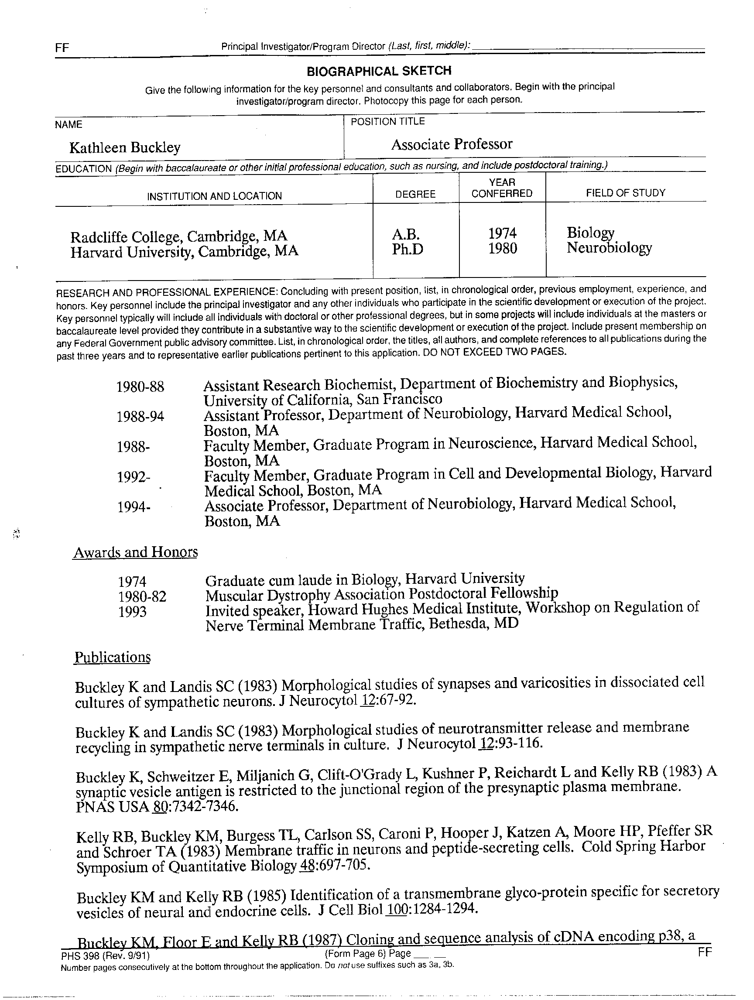 FF Principal Investigator/Program Director (Last, first, middle):
BIOGRAPHICAL SKETCH
Give the following information for the key personnel and consultants and collaborators. Begin with the principal
investigator/program director. Photocopy this page for each person.
NAME POSITION TITLE
Kathleen Buckley Associate Professor
EDUCATION (Begin with baccalaureate or other initial professional education, such as nursing, and include postdoctoral training.)
INSTITUTION AND LOCATION DEGREE YEAR CONFERRED FIELD OF STUDY
Radcliffe College, Cambridge, MA A.B. 1974 Biology
Harvard University, Cambridge, MA Ph.D 1980 Neurobiology
RESEARCH AND PROFESSIONAL EXPERIENCE: Concluding with present position, list, in chronological order, previous employment, experience, and
honors. Key personnel include the principal investigator and any other individuals who participate in the scientific development or execution of the project.
Key personnel typically will include all individuals with doctoral or other professional degrees, but in some projects will include individuals at the masters or
baccalaureate level provided they contribute in a substantive way to the scientific development or execution of the project. Include present membership on
any Federal Government public advisory committee. List, in chronological order, the titles, all authors, and complete references to all publications during the
past three years and to representative earlier publications pertinent to this application. DO NOT EXCEED TWO PAGES.
1980-88 Assistant Research Biochemist, Department of Biochemistry and Biophysics,
University of California, San Francisco
1988-94 Assistant Professor, Department of Neurobiology, Harvard Medical School,
Boston, MA
1988- Faculty Member, Graduate Program in Neuroscience, Harvard Medical School,
Boston, MA
1992- Faculty Member, Graduate Program in Cell and Developmental Biology, Harvard
Medical School, Boston, MA
1994- Associate Professor, Department of Neurobiology, Harvard Medical School,
Boston, MA
Awards and Honors
1974 Graduate cum laude in Biology, Harvard University
1980-82 Muscular Dystrophy Association Postdoctoral Fellowship
1993 Invited speaker, Howard Hughes Medical Institute, Workshop on Regulation of
Nerve Terminal Membrane Traffic, Bethesda, MD
Publications
Buckley K and Landis SC (1983) Morphological studies of synapses and varicosities in dissociated cell
cultures of sympathetic neurons. J Neurocytol 12:67-92.
Buckley K and Landis SC (1983) Morphological studies of neurotransmitter release and membrane
recycling in sympathetic nerve terminals in culture. J Neurocytol 12:93-116.
Buckley K, Schweitzer E, Miljanich G, Clift-O'Grady L, Kushner P, Reichardt L and Kelly RB (1983) A
synaptic vesicle antigen is restricted to the junctional region of the presynaptic plasma membrane.
PNAS USA 80:7342-7346.
Kelly RB, Buckley KM, Burgess TL, Carlson SS, Caroni P, Hooper J, Katzen A, Moore HP, Pfeffer SR
and Schroer TA (1983) Membrane traffic in neurons and peptide-secreting cells. Cold Spring Harbor
Symposium of Quantitative Biology 48:697-705.
Buckley KM and Kelly RB (1985) Identification of a transmembrane glyco-protein specific for secretory
vesicles of neural and endocrine cells. J Cell Biol 100:1284-1294.
Buckley KM, Floor E and Kelly RB (1987) Cloning and sequence analysis of cDNA encoding p38, a
PHS 398 (Rev. 9/91) (Form Page 6) Page FF
Number pages consecutively at the bottom throughout the application. Do not use suffixes such as 3a, 3b.